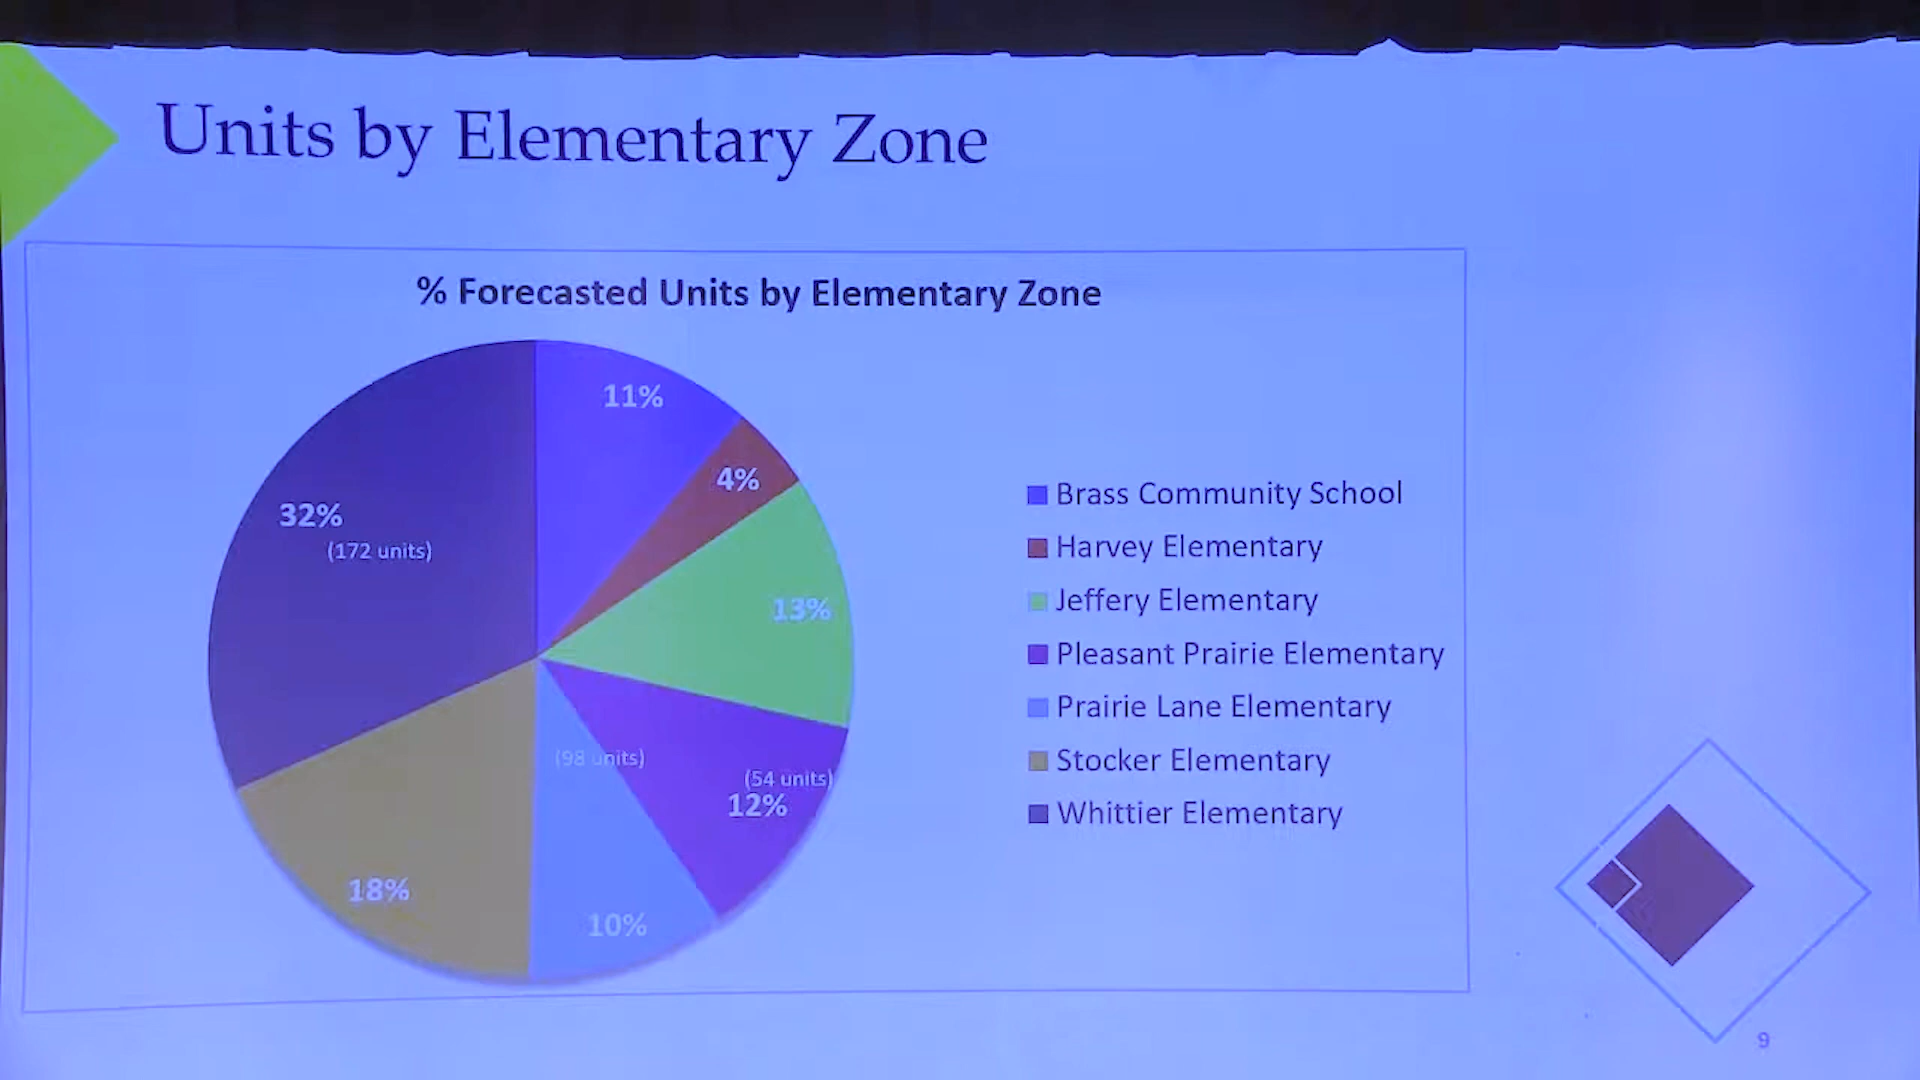 Units by Elementary Zone
% Forecasted Units by Elementary Zone
11%
4%
32%
(172 units)
13%
(98 units)
(54 units)
12%
18%
10%
Brass Community School
Harvey Elementary
Jeffery Elementary
Pleasant Prairie Elementary
Prairie Lane Elementary
Stocker Elementary
Whittier Elementary
9